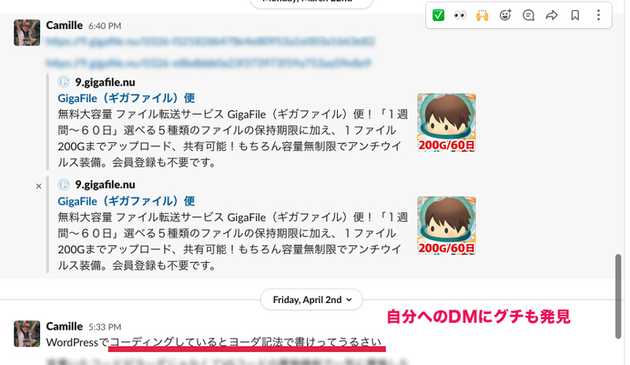 Monday, March 22nd
Camille 6:40 PM
9.gigafile.nu
GigaFile（ギガファイル）便
無料大容量 ファイル転送サービス GigaFile（ギガファイル）便！「１週
間〜６０日」選べる５種類のファイルの保持期限に加え、１ファイル
200Gまでアップロード、共有可能！もちろん容量無制限でアンチウイ
ルス装備。会員登録も不要です。
200G/60日
9.gigafile.nu
GigaFile（ギガファイル）便
無料大容量 ファイル転送サービス GigaFile（ギガファイル）便！「１週
間〜６０日」選べる５種類のファイルの保持期限に加え、１ファイル
200Gまでアップロード、共有可能！もちろん容量無制限でアンチウイ
ルス装備。会員登録も不要です。
200G/60日
Friday, April 2nd
自分へのDMにグチも発見
Camille 5:33 PM
WordPressでコーディングしているとヨーダ記法で書けってうるさい